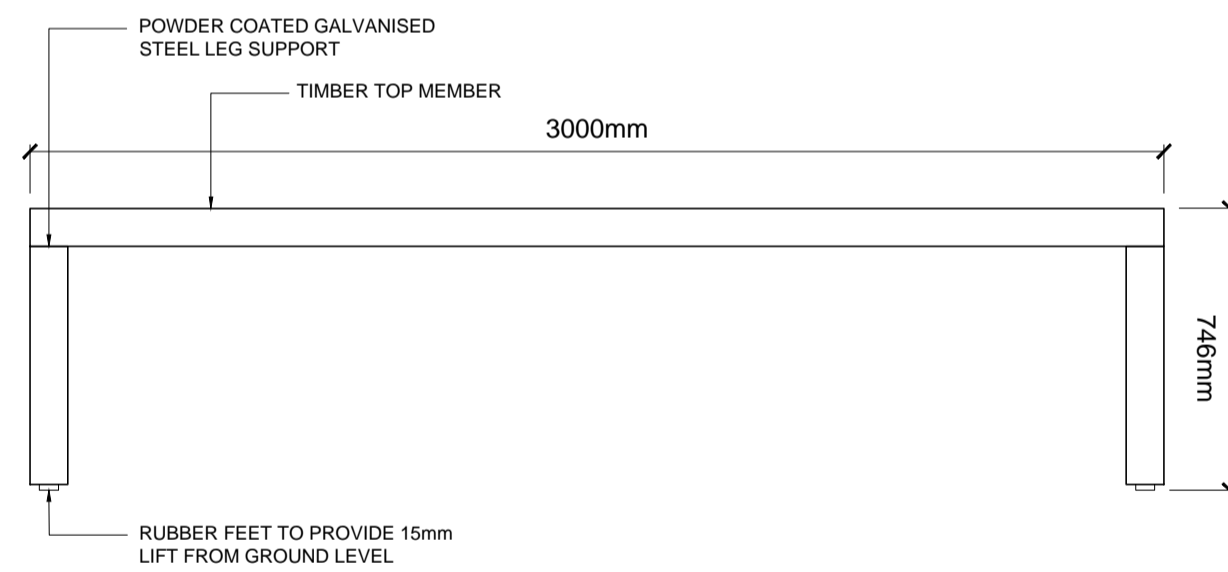 POWDER COATED GALVANISED
STEEL LEG SUPPORT
TIMBER TOP MEMBER
3000mm
746mm
RUBBER FEET TO PROVIDE 15mm
LIFT FROM GROUND LEVEL